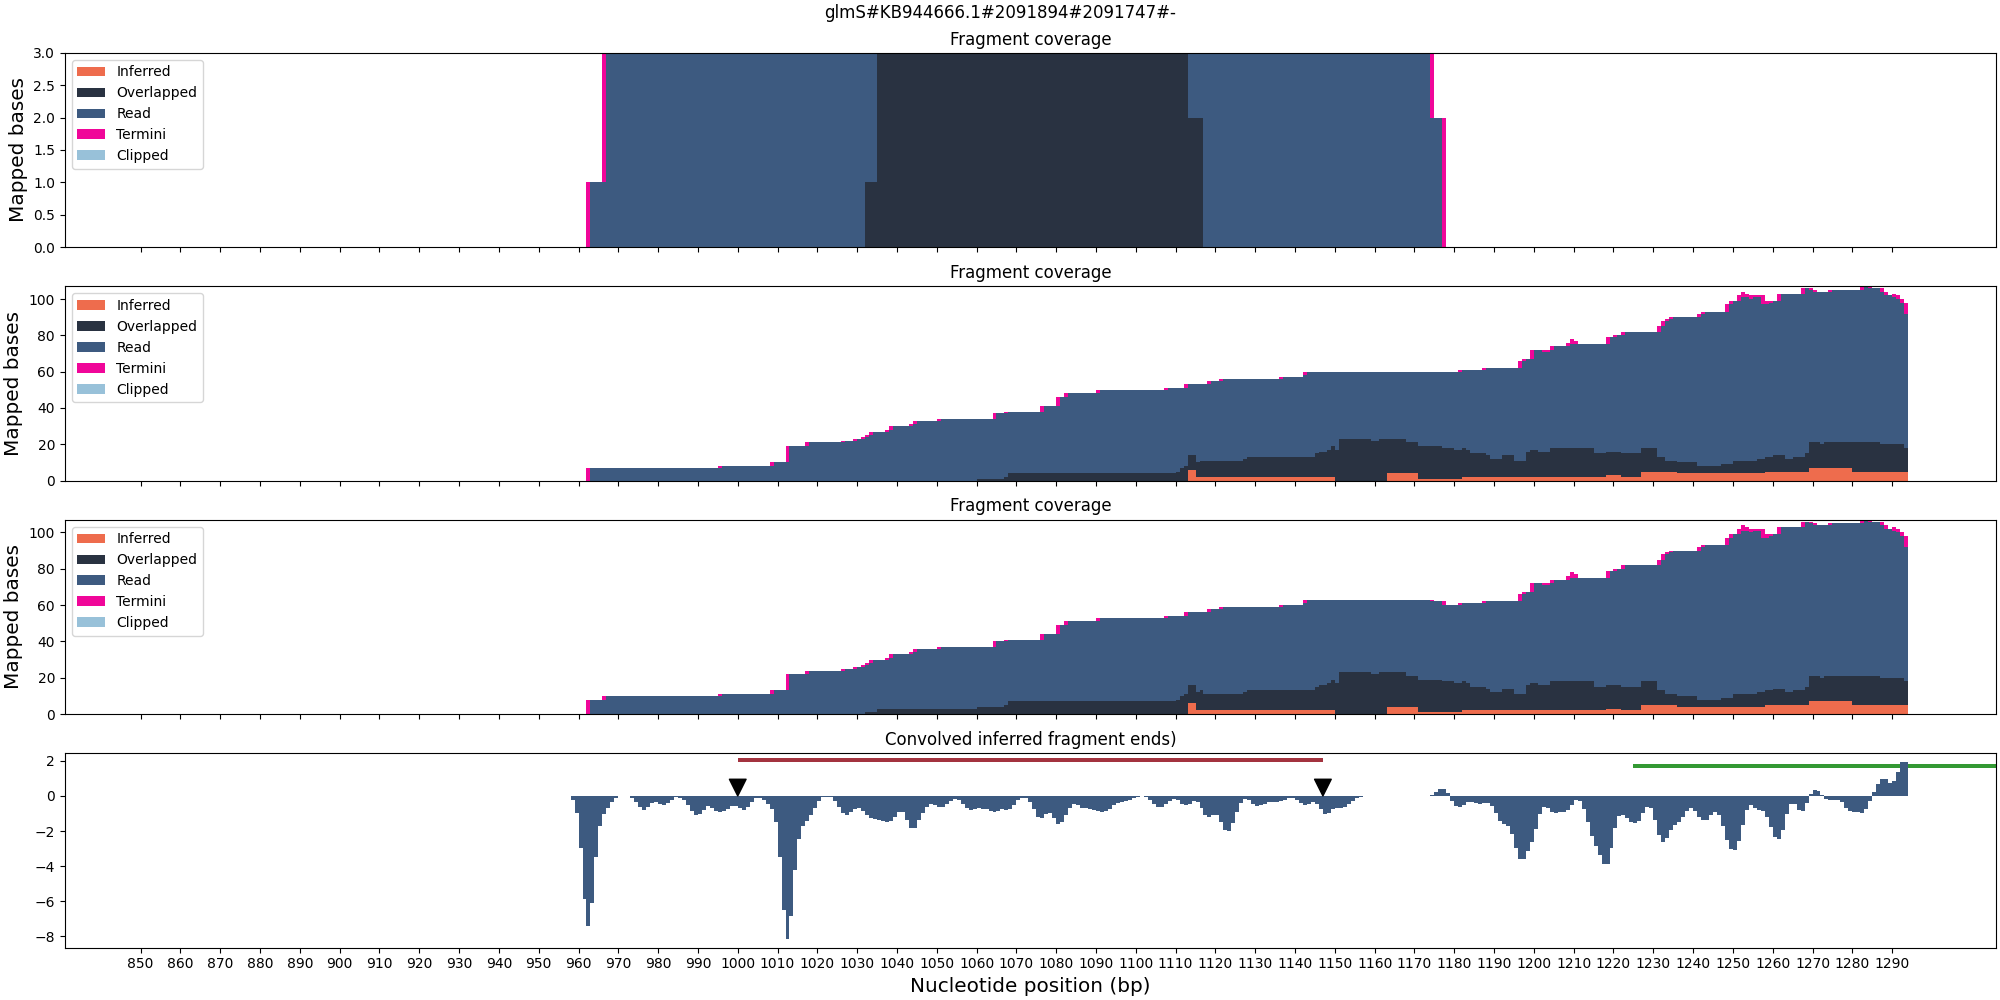 glmS#KB944666.1#2091894#2091747#-
Fragment coverage
Mapped bases
3.0
2.5
2.0
1.5
1.0
0.5
0.0
Inferred
Overlapped
Read
Termini
Clipped
Fragment coverage
Mapped bases
100
80
60
40
20
0
Inferred
Overlapped
Read
Termini
Clipped
Fragment coverage
Mapped bases
100
80
60
40
20
0
Inferred
Overlapped
Read
Termini
Clipped
Convolved inferred fragment ends)
2
0
−2
−4
−6
−8
850 860 870 880 890 900 910 920 930 940 950 960 970 980 990 1000 1010 1020 1030 1040 1050 1060 1070 1080 1090 1100 1110 1120 1130 1140 1150 1160 1170 1180 1190 1200 1210 1220 1230 1240 1250 1260 1270 1280 1290
Nucleotide position (bp)